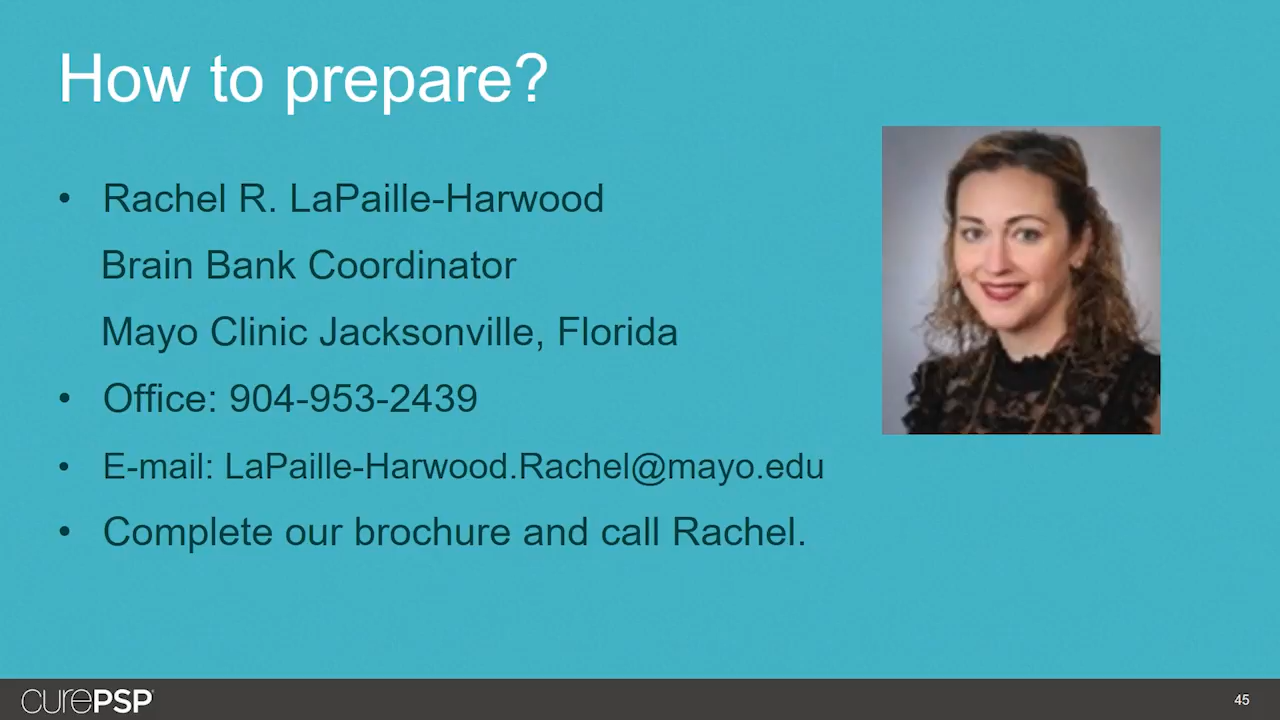 How to prepare?
• Rachel R. LaPaille-Harwood
Brain Bank Coordinator
Mayo Clinic Jacksonville, Florida
• Office: 904-953-2439
• E-mail: LaPaille-Harwood.Rachel@mayo.edu
• Complete our brochure and call Rachel.
curePSP
45